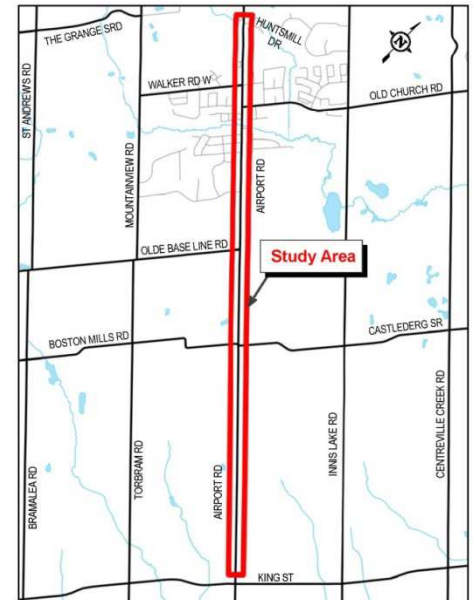 THE GRANGE SRD
HUNTSMILL
DR
N
ST ANDREW'S RD
WALKER RD W
OLD CHURCH RD
MOUNTAINVIEW RD
AIRPORT RD
OLDE BASE LINE RD
Study Area
BOSTON MILLS RD
CASTLEDERG SR
BRAMALEA RD
TORBRAM RD
AIRPORT RD
INNIS LAKE RD
CENTREVILLE CREEK RD
KING ST